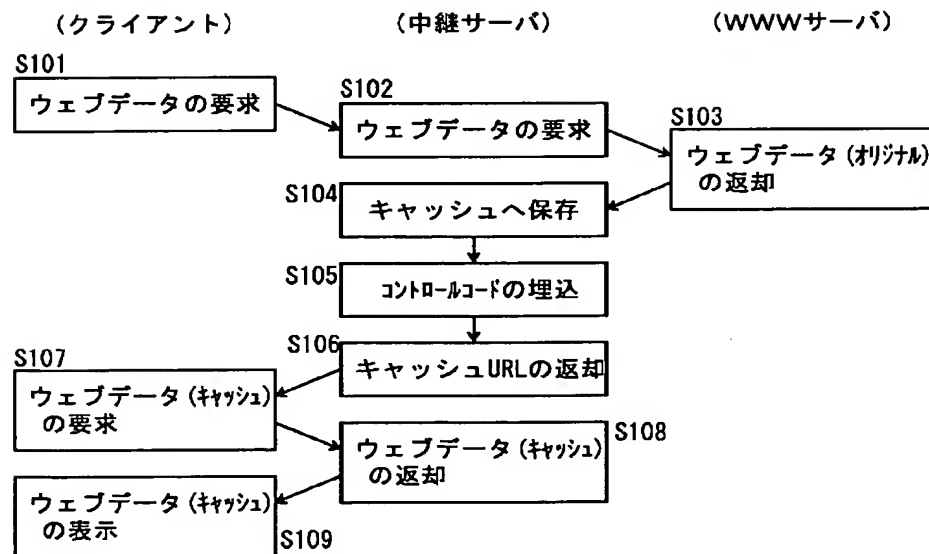 (クライアント)
(中継サーバ)
(WWWサーバ)
S101
ウェブデータの要求
S102
ウェブデータの要求
S103
ウェブデータ(オリジナル)
の返却
S104
キャッシュへ保存
S105
コントロールコードの埋込
S106
キャッシュURLの返却
S107
ウェブデータ(キャッシュ)
の要求
S108
ウェブデータ(キャッシュ)
の返却
ウェブデータ(キャッシュ)
の表示
S109